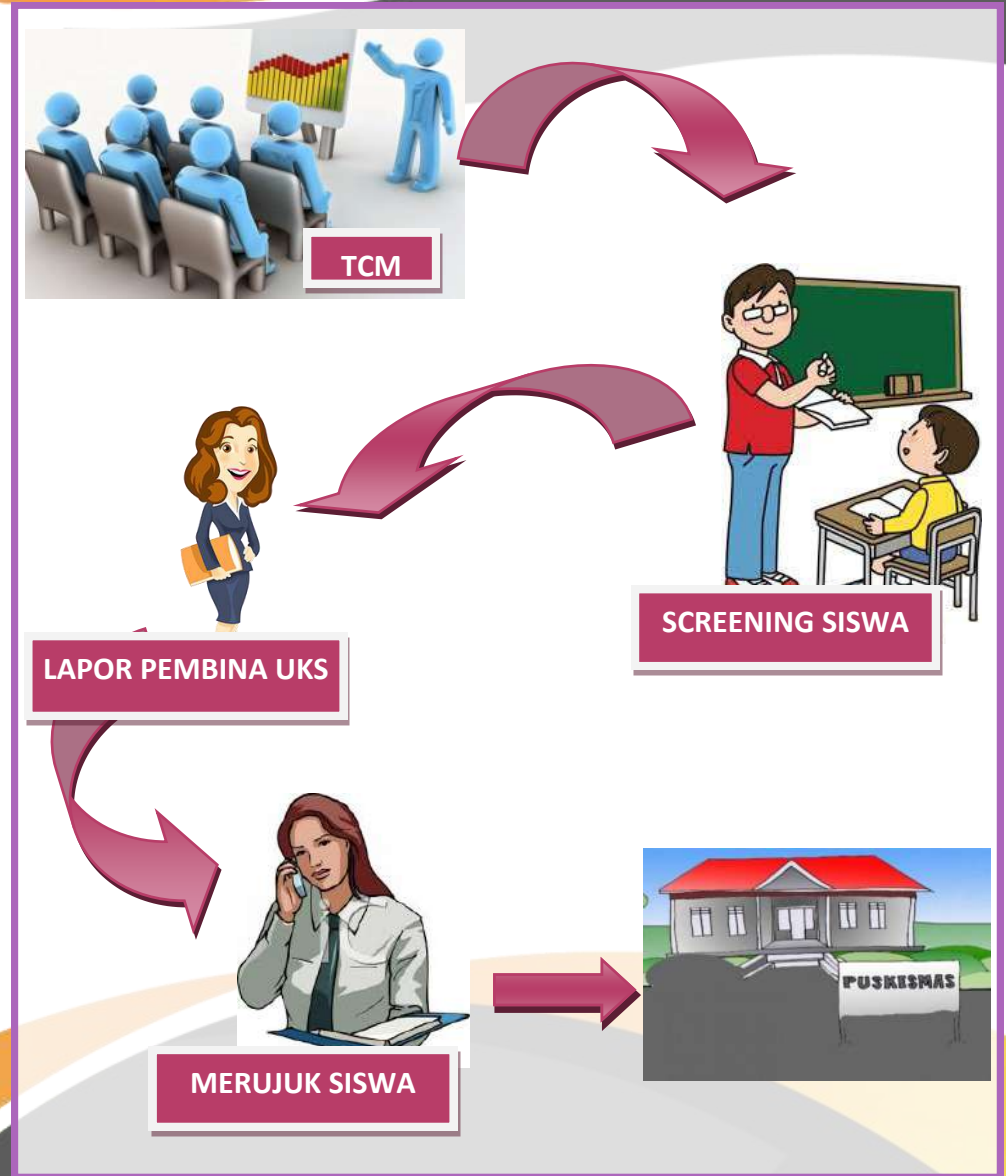 TCM
SCREENING SISWA
LAPOR PEMBINA UKS
MERUJUK SISWA
PUSKESMAS